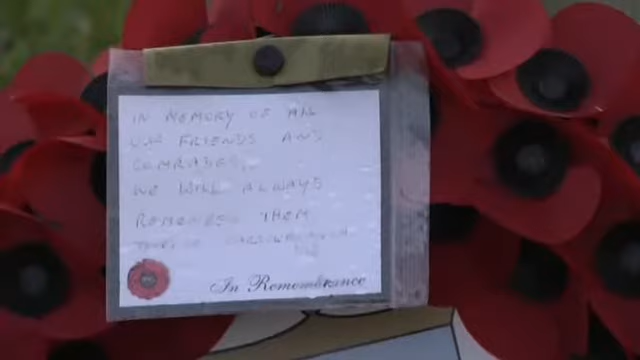 IN MEMORY OF ALL
OUR FRIENDS AND
COMRADES,
WE WILL ALWAYS
REMEMBER THEM
In Remembrance